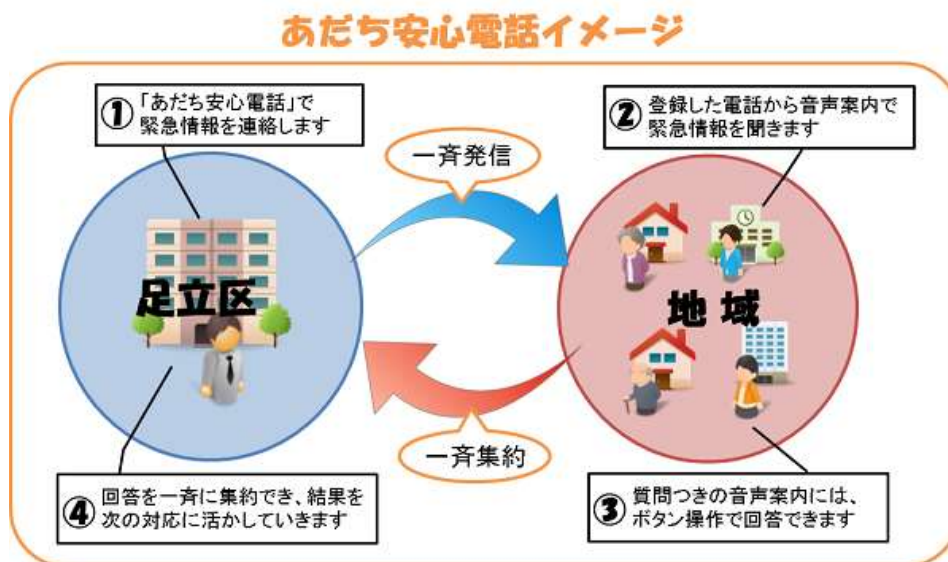 あだち安心電話イメージ
①「あだち安心電話」で
緊急情報を連絡します
一斉発信
②登録した電話から音声案内で
緊急情報を聞きます
足立区
地域
一斉集約
④回答を一斉に集約でき、結果を
次の対応に活かしていきます
③質問つきの音声案内には、
ボタン操作で回答できます